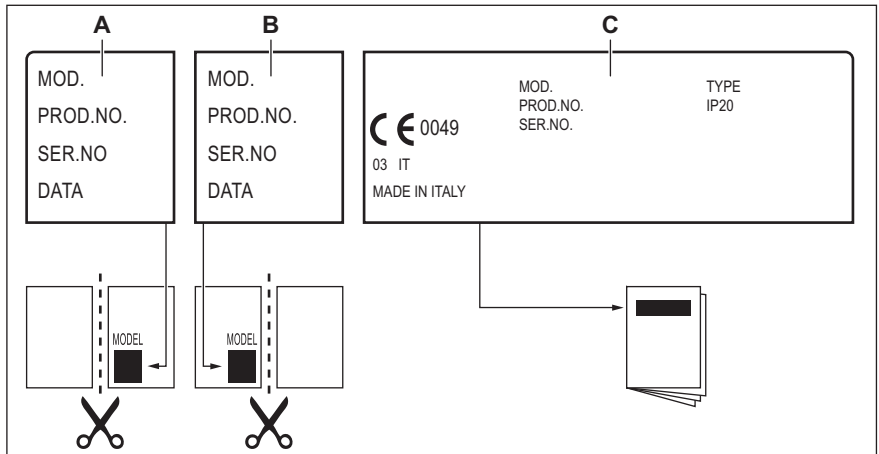 A
B
C
MOD.
PROD.NO.
SER.NO
DATA
MOD.
PROD.NO.
SER.NO
DATA
MOD.
PROD.NO.
SER.NO.
TYPE
IP20
CE 0049
03 IT
MADE IN ITALY
MODEL
MODEL